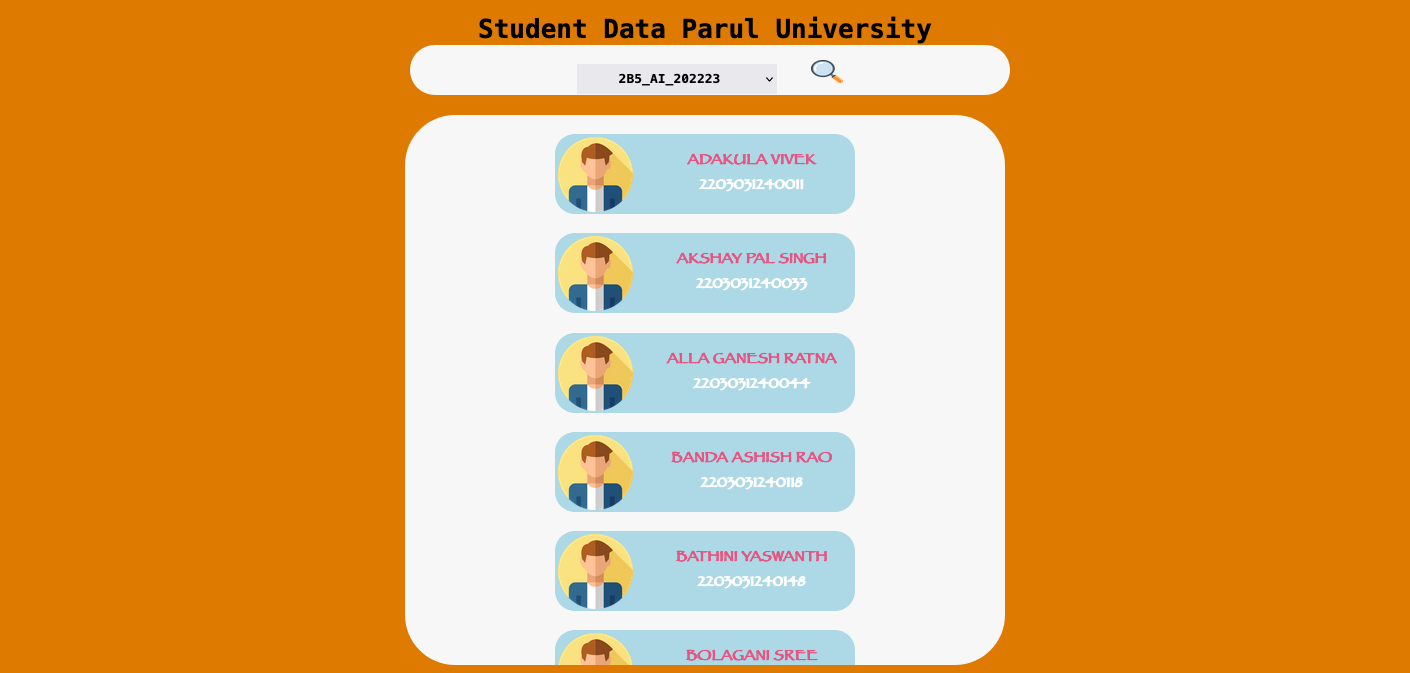 Student Data Parul University
2B5_AI_202223
ADAKULA VIVEK
2203031240011
AKSHAY PAL SINGH
2203031240033
ALLA GANESH RATNA
2203031240044
BANDA ASHISH RAO
2203031240118
BATHINI YASWANTH
2203031240148
BOLAGANI SREE